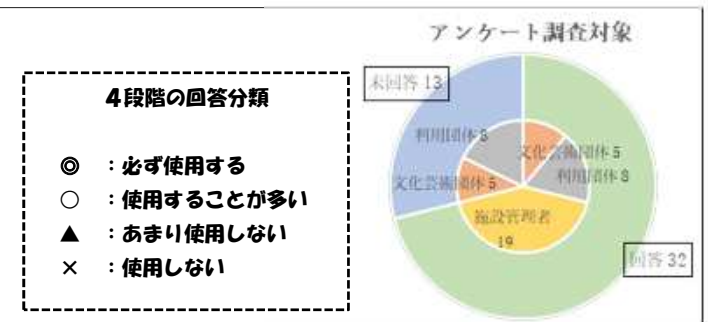 4段階の回答分類
◎ ：必ず使用する
○ ：使用することが多い
▲ ：あまり使用しない
× ：使用しない
アンケート調査対象
未回答 13
利用団体 8
文化芸術団体 5
文化芸術団体 5
利用団体 8
施設管理者
19
回答 32